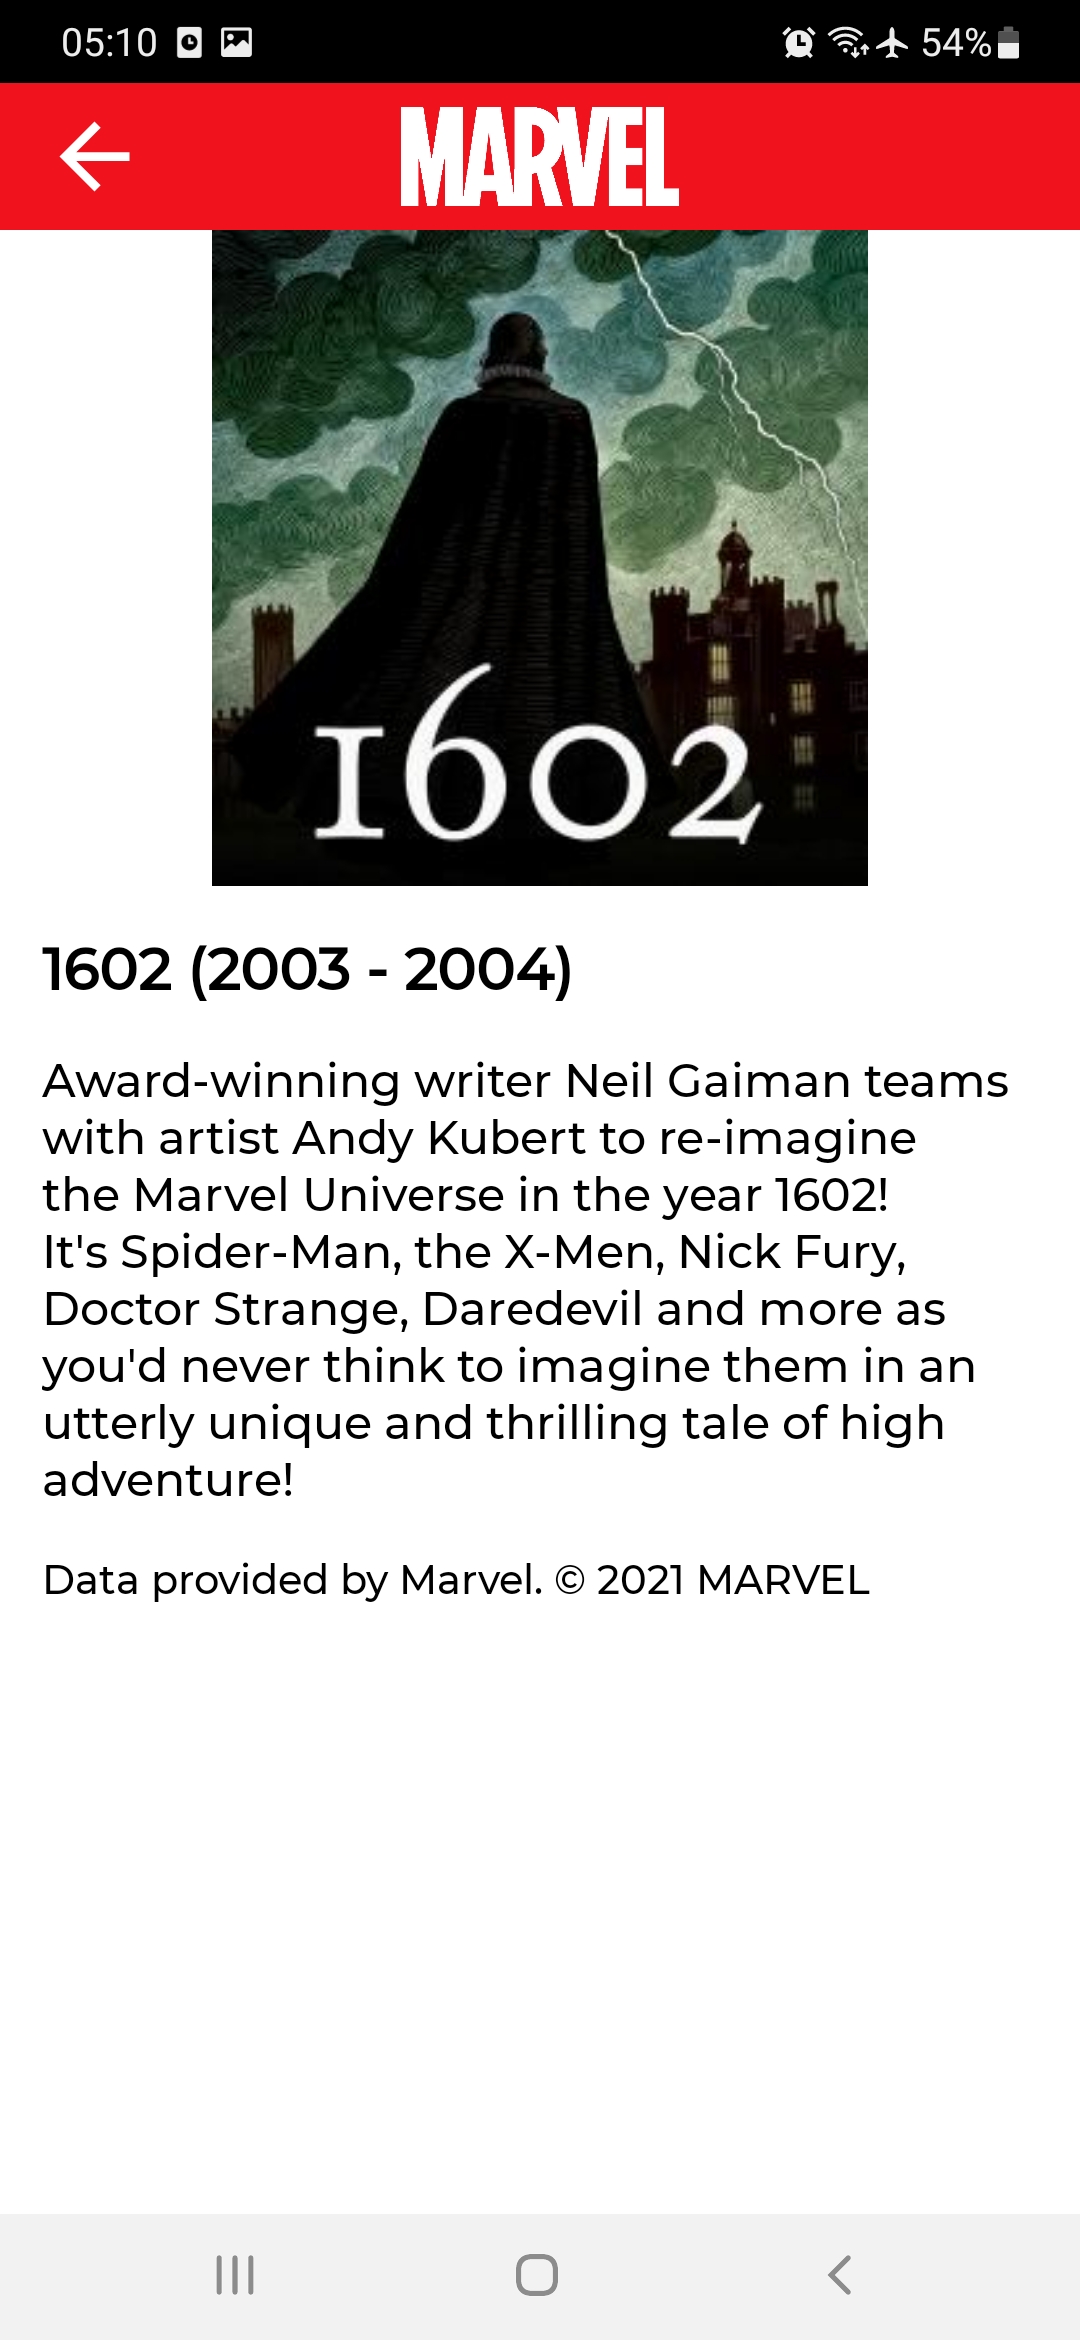 05:10
54%
MARVEL
1602
1602 (2003 - 2004)
Award-winning writer Neil Gaiman teams
with artist Andy Kubert to re-imagine
the Marvel Universe in the year 1602!
It's Spider-Man, the X-Men, Nick Fury,
Doctor Strange, Daredevil and more as
you'd never think to imagine them in an
utterly unique and thrilling tale of high
adventure!
Data provided by Marvel. © 2021 MARVEL